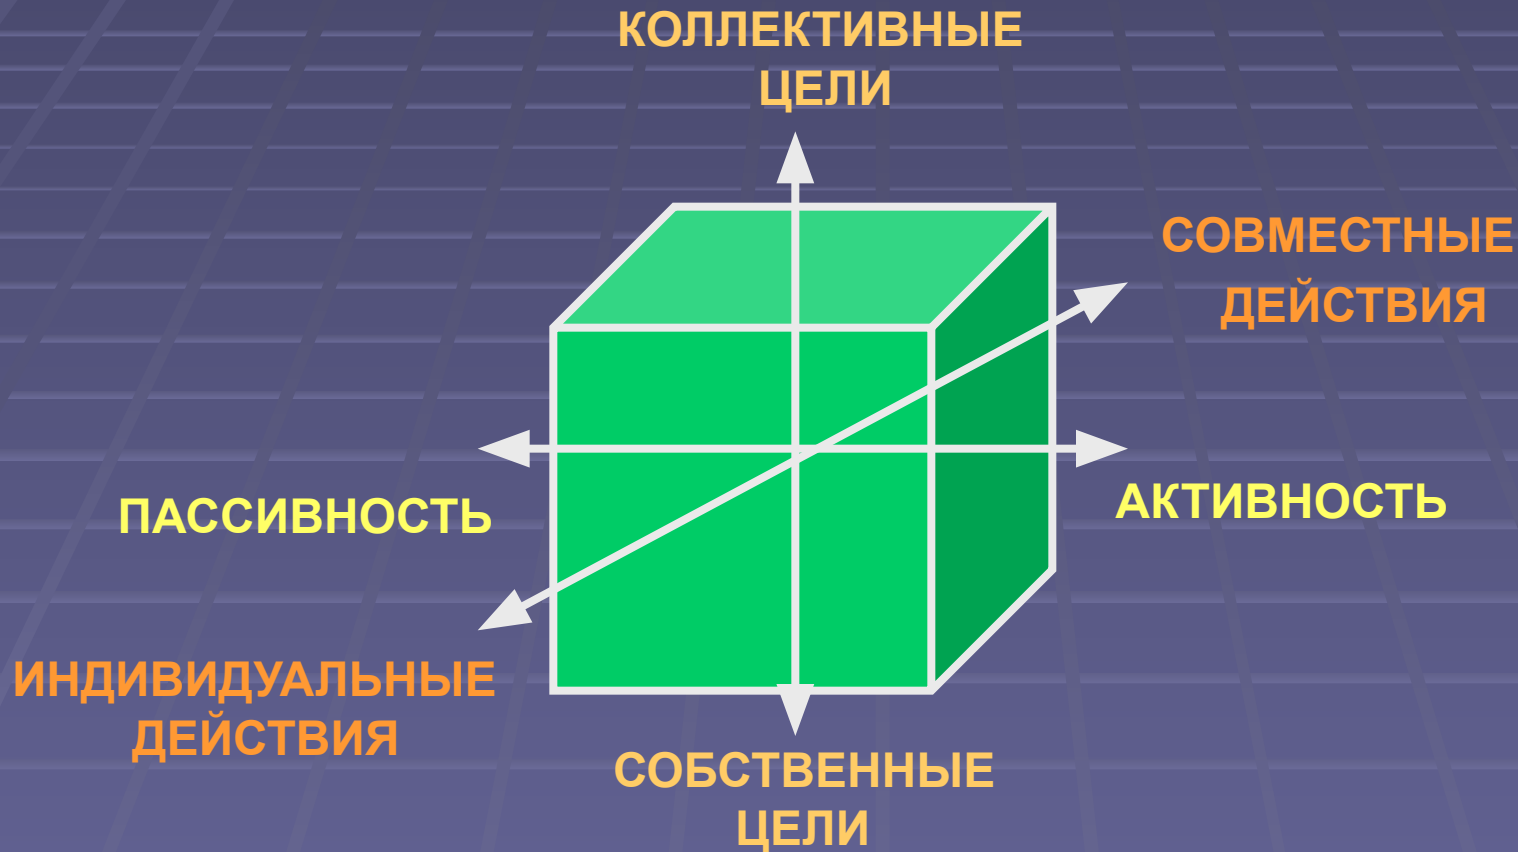 КОЛЛЕКТИВНЫЕ
ЦЕЛИ
СОВМЕСТНЫЕ
ДЕЙСТВИЯ
ПАССИВНОСТЬ
АКТИВНОСТЬ
ИНДИВИДУАЛЬНЫЕ
ДЕЙСТВИЯ
СОБСТВЕННЫЕ
ЦЕЛИ